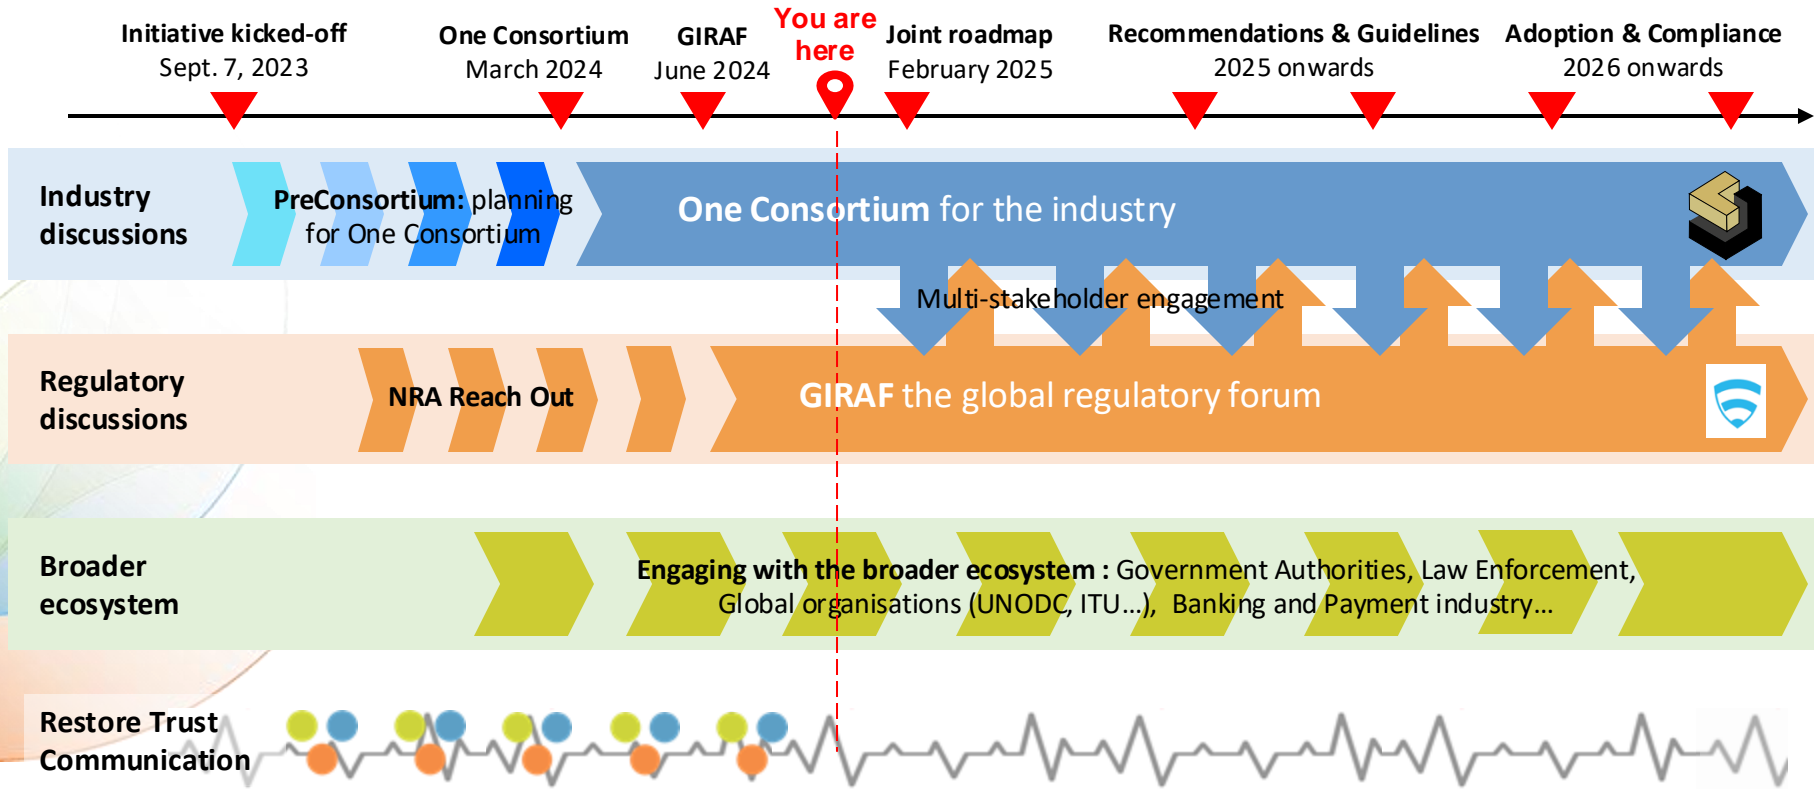 Initiative kicked-off
Sept. 7, 2023
One Consortium
March 2024
GIRAF
June 2024
You are
here
Joint roadmap
February 2025
Recommendations & Guidelines
2025 onwards
Adoption & Compliance
2026 onwards
Industry
discussions
PreConsortium: planning
for One Consortium
One Consortium for the industry
Multi-stakeholder engagement
Regulatory
discussions
NRA Reach Out
GIRAF the global regulatory forum
Broader
ecosystem
Engaging with the broader ecosystem : Government Authorities, Law Enforcement,
Global organisations (UNODC, ITU...), Banking and Payment industry...
Restore Trust
Communication